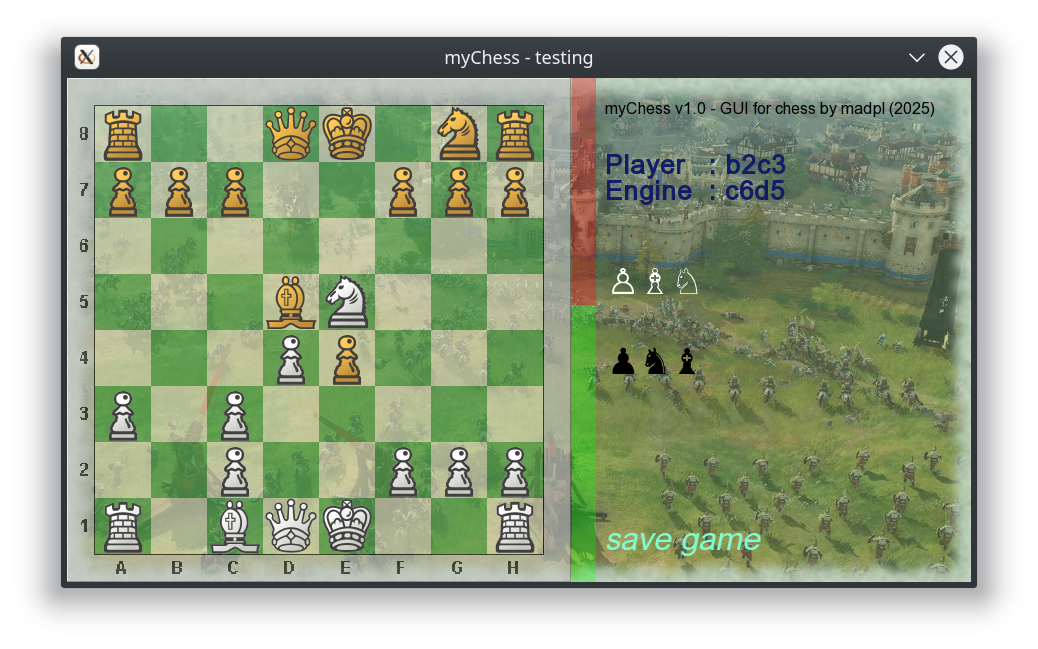 myChess - testing
myChess v1.0 - GUI for chess by madpl (2025)
Player : b2c3
Engine : c6d5
save game
8
7
6
5
4
3
2
1
A B C D E F G H